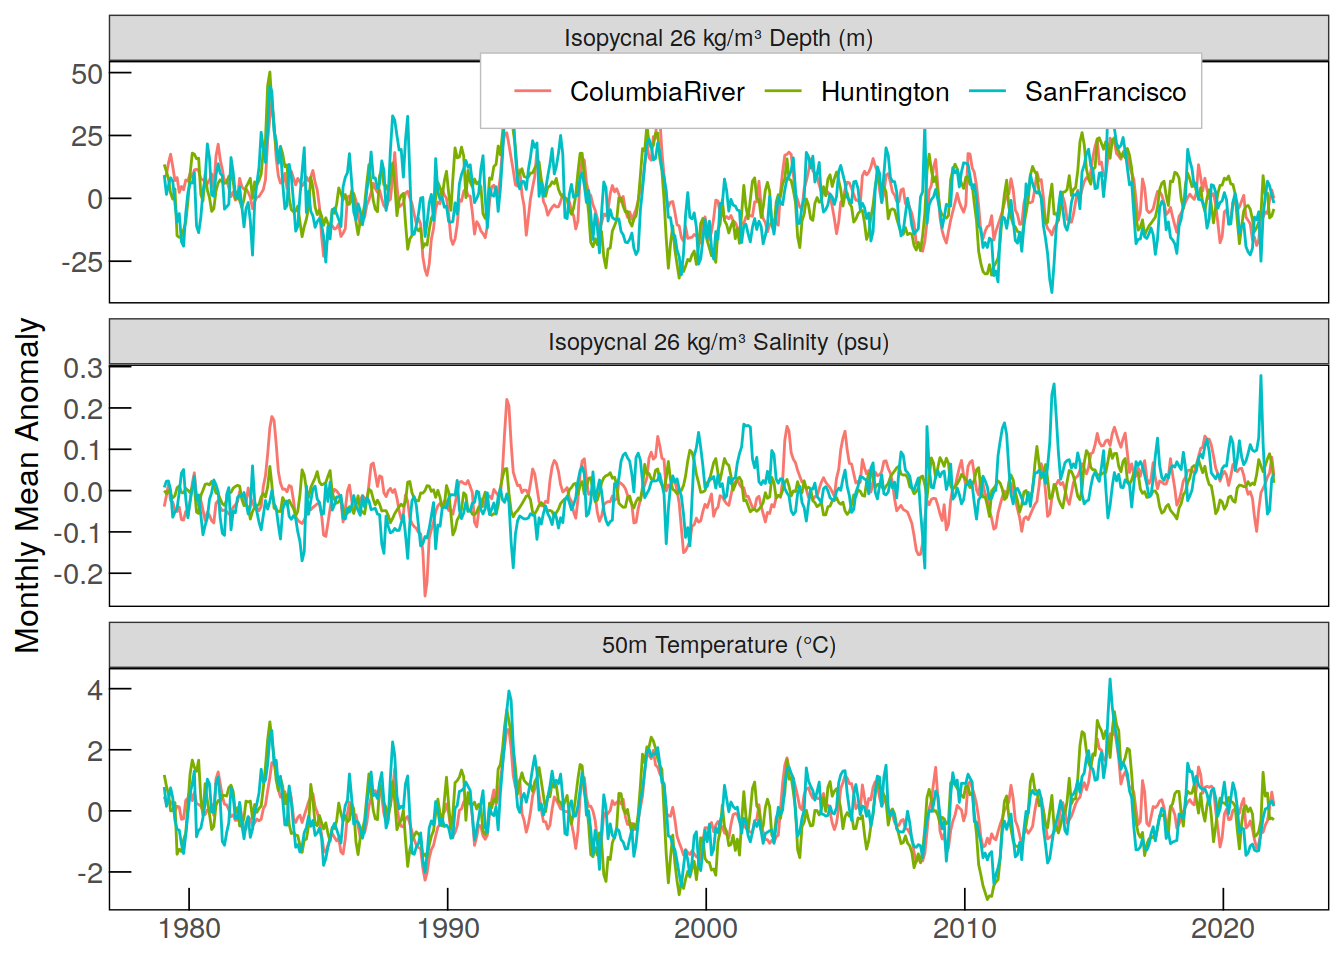 Isopycnal 26 kg/m³ Depth (m)
ColumbiaRiver Huntington SanFrancisco
50
25
0
-25
Isopycnal 26 kg/m³ Salinity (psu)
0.3
0.2
0.1
0.0
-0.1
-0.2
Monthly Mean Anomaly
50m Temperature (°C)
4
2
0
-2
1980 1990 2000 2010 2020